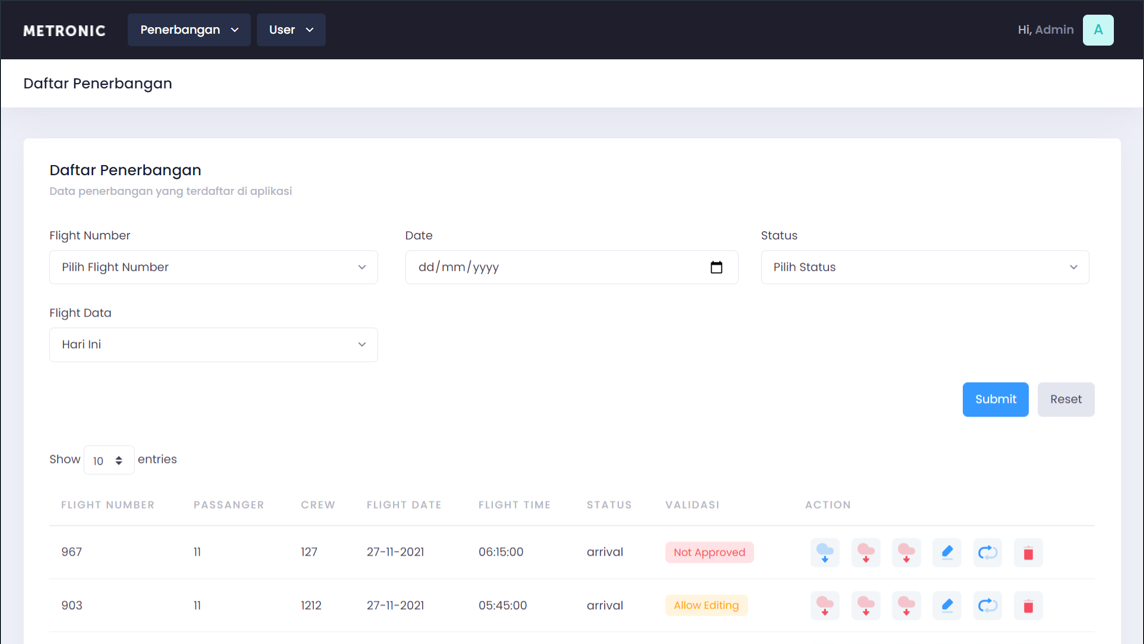 METRONIC Penerbangan User Hi, Admin A
Daftar Penerbangan
Daftar Penerbangan
Data penerbangan yang terdaftar di aplikasi
Flight Number Date Status
Pilih Flight Number dd/mm/yyyy Pilih Status
Flight Data
Hari Ini
Submit Reset
Show 10 entries
FLIGHT NUMBER PASSANGER CREW FLIGHT DATE FLIGHT TIME STATUS VALIDASI ACTION
967 11 127 27-11-2021 06:15:00 arrival Not Approved
903 11 1212 27-11-2021 05:45:00 arrival Allow Editing